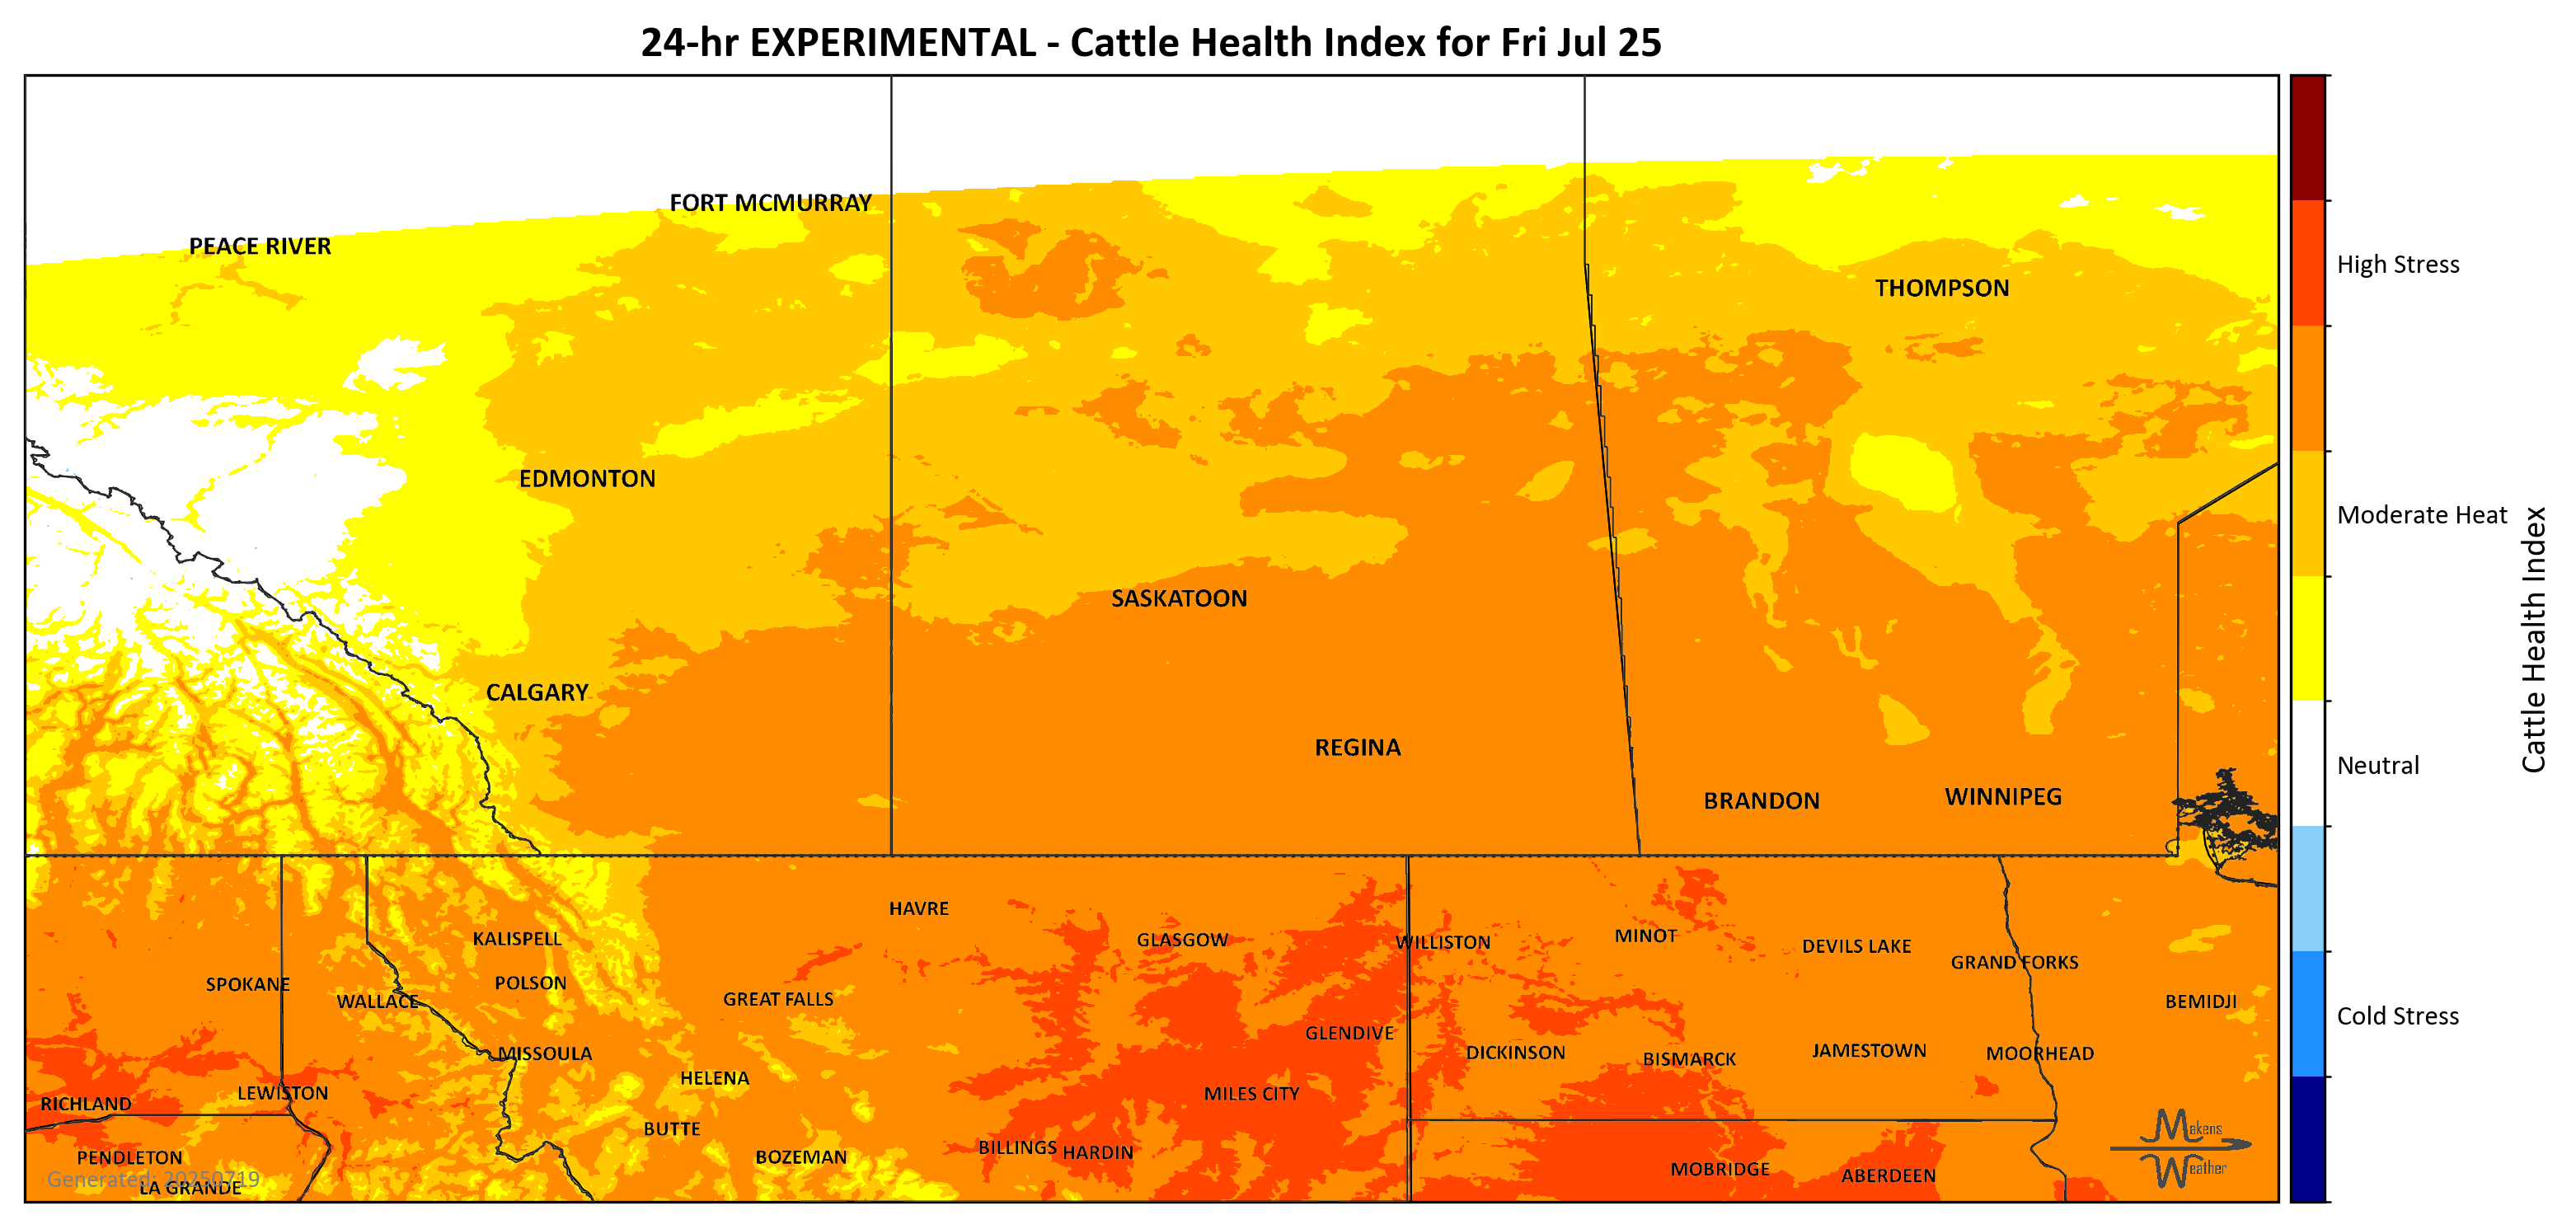 24-hr EXPERIMENTAL - Cattle Health Index for Fri Jul 25
FORT MCMURRAY
PEACE RIVER
High Stress
THOMPSON
EDMONTON
Moderate Heat
SASKATOON
Cattle Health Index
CALGARY
REGINA
Neutral
BRANDON
WINNIPEG
HAVRE
KALISPELL
GLASGOW
WILLISTON
MINOT
DEVILS LAKE
GRAND FORKS
SPOKANE
POLSON
WALLACE
GREAT FALLS
BEMIDJI
Cold Stress
GLENDIVE
MISSOULA
DICKINSON
BISMARCK
JAMESTOWN
MOORHEAD
HELENA
LEWISTON
MILES CITY
RICHLAND
BUTTE
Makens
Weather
PENDLETON
BOZEMAN
BILLINGS
HARDIN
MOBRIDGE
ABERDEEN
Generated: 20250719
LA GRANDE